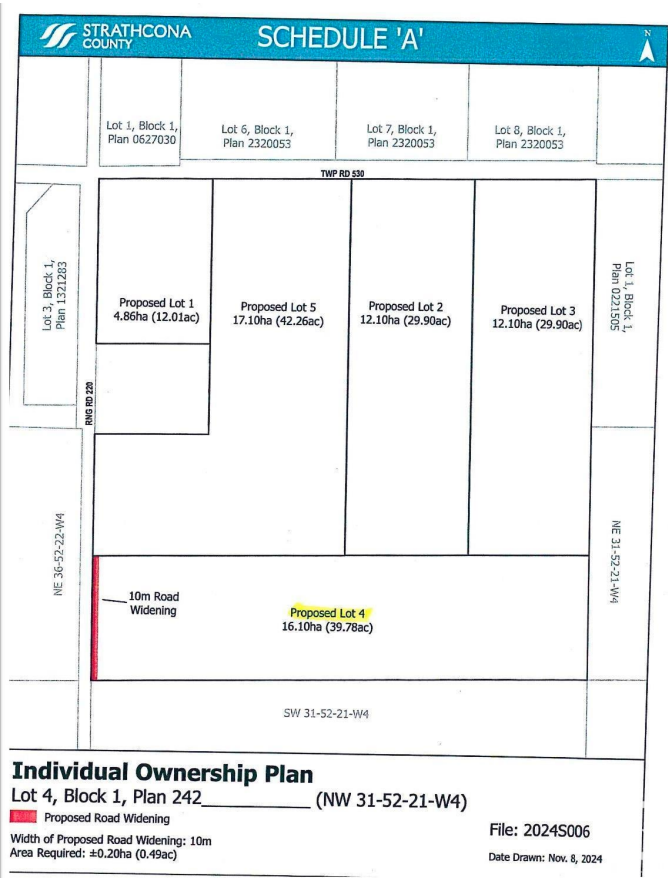 STRATHCONA
COUNTY
SCHEDULE 'A'
N
Lot 1, Block 1,
Plan 0627030
Lot 6, Block 1,
Plan 2320053
Lot 7, Block 1,
Plan 2320053
Lot 8, Block 1,
Plan 2320053
TWP RD 530
Lot 3, Block 1,
Plan 1321283
Proposed Lot 1
4.86ha (12.01ac)
Proposed Lot 5
17.10ha (42.26ac)
Proposed Lot 2
12.10ha (29.90ac)
Proposed Lot 3
12.10ha (29.90ac)
Lot 1, Block 1,
Plan 0221505
RNG RD 220
NE 36-52-22-W4
NE 31-52-21-W4
10m Road
Widening
Proposed Lot 4
16.10ha (39.78ac)
SW 31-52-21-W4
Individual Ownership Plan
Lot 4, Block 1, Plan 242__________ (NW 31-52-21-W4)
Proposed Road Widening
Width of Proposed Road Widening: 10m
Area Required: ±0.20ha (0.49ac)
File: 2024S006
Date Drawn: Nov. 8, 2024